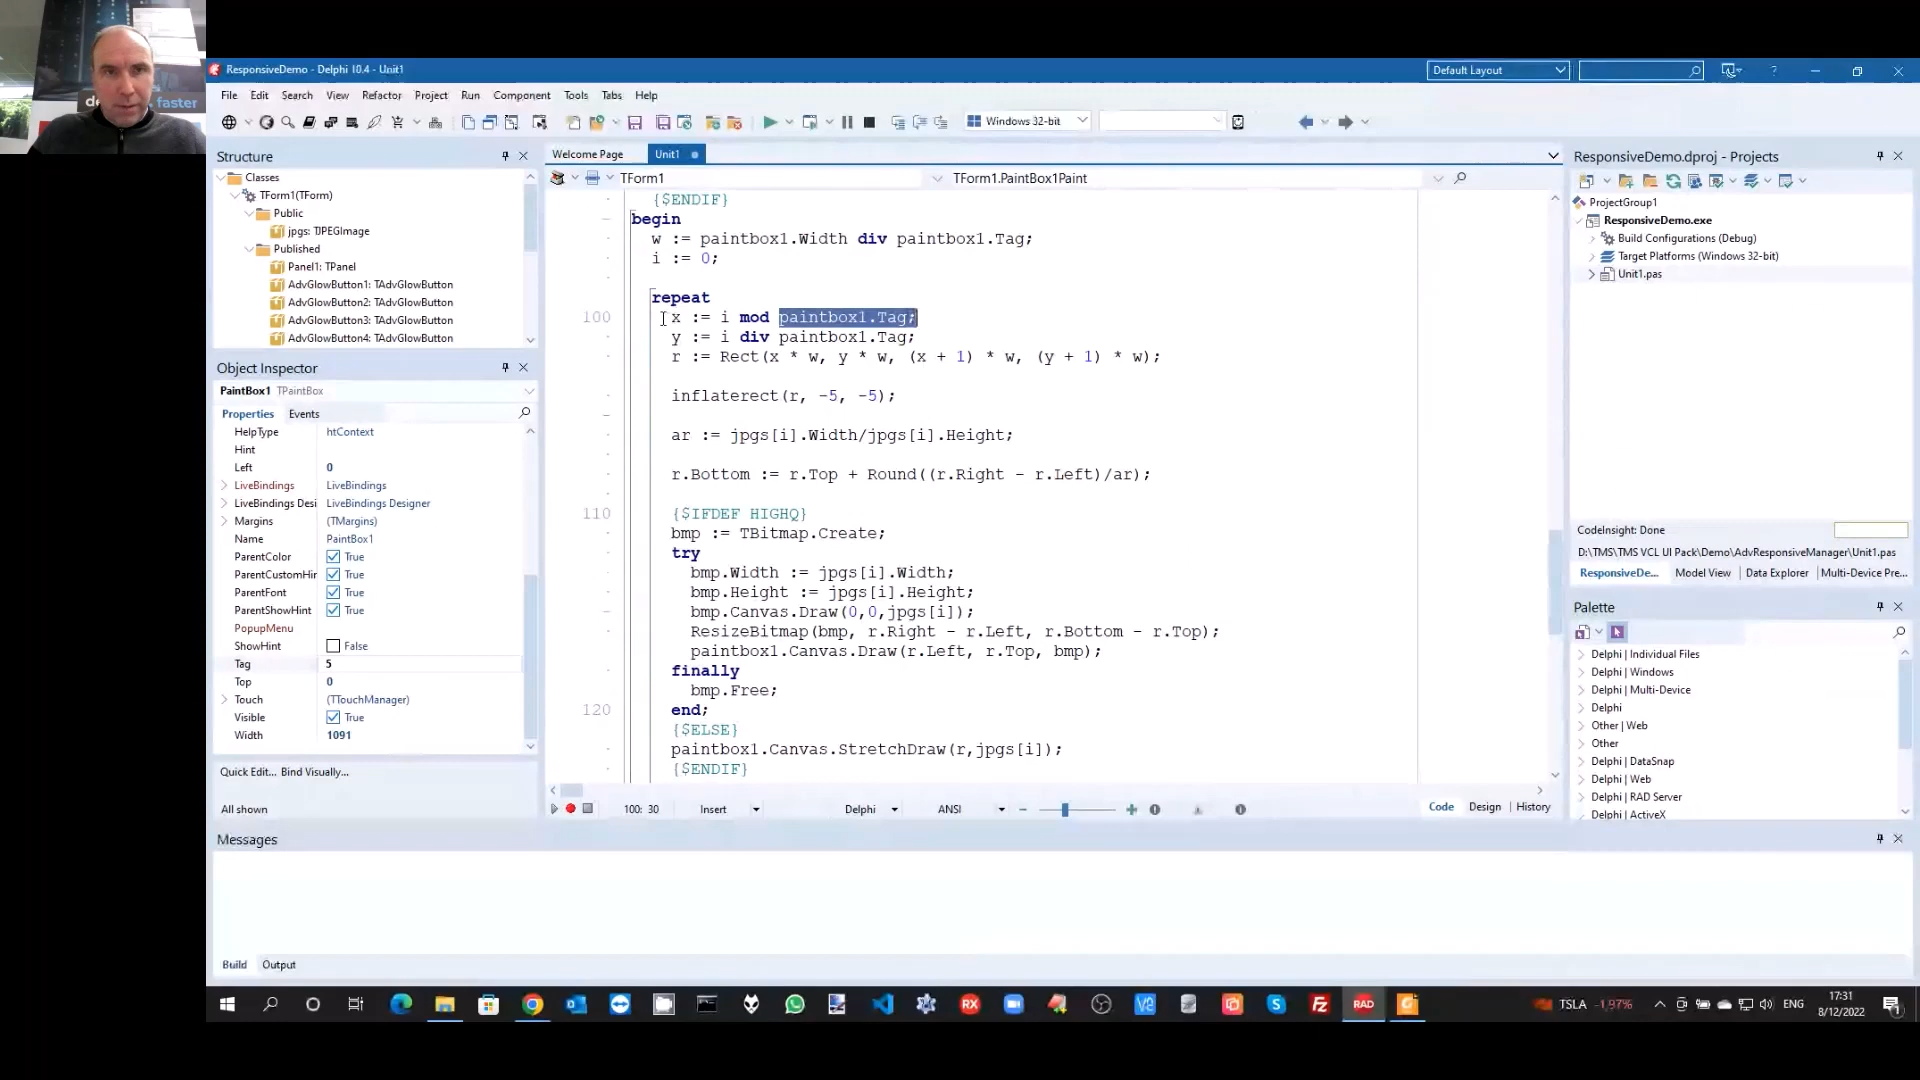 faster
ResponsiveDemo - Delphi 10.4 - Unit1
Default Layout
File Edit Search View Refactor Project Run Component Tools Tabs Help
Windows 32-bit
Structure
Classes
TForm1(TForm)
Public
jpgs: TJPEGImage
Published
Panel1: TPanel
AdvGlowButton1: TAdvGlowButton
AdvGlowButton2: TAdvGlowButton
AdvGlowButton3: TAdvGlowButton
AdvGlowButton4: TAdvGlowButton
Object Inspector
PaintBox1 TPaintBox
Properties Events
HelpType htContext
Hint
Left 0
LiveBindings LiveBindings
LiveBindings Desi LiveBindings Designer
Margins (TMargins)
Name PaintBox1
ParentColor True
ParentCustomHir True
ParentFont True
ParentShowHint True
PopupMenu
ShowHint False
Tag 5
Top 0
Touch (TTouchManager)
Visible True
Width 1091
Quick Edit... Bind Visually...
All shown
Welcome Page Unit1
TForm1 TForm1.PaintBox1Paint
{$ENDIF}
begin
w := paintbox1.Width div paintbox1.Tag;
i := 0;
repeat
100 x := i mod paintbox1.Tag;
y := i div paintbox1.Tag;
r := Rect(x * w, y * w, (x + 1) * w, (y + 1) * w);
inflaterect(r, -5, -5);
ar := jpgs[i].Width/jpgs[i].Height;
r.Bottom := r.Top + Round((r.Right - r.Left)/ar);
110 {$IFDEF HIGHQ}
bmp := TBitmap.Create;
try
bmp.Width := jpgs[i].Width;
bmp.Height := jpgs[i].Height;
bmp.Canvas.Draw(0,0,jpgs[i]);
ResizeBitmap(bmp, r.Right - r.Left, r.Bottom - r.Top);
paintbox1.Canvas.Draw(r.Left, r.Top, bmp);
finally
bmp.Free;
120 end;
{$ELSE}
paintbox1.Canvas.StretchDraw(r,jpgs[i]);
{$ENDIF}
100: 30 Insert Delphi ANSI Code Design History
ResponsiveDemo.dproj - Projects
ProjectGroup1
ResponsiveDemo.exe
Build Configurations (Debug)
Target Platforms (Windows 32-bit)
Unit1.pas
CodeInsight: Done
D:\TMS\TMS VCL UI Pack\Demo\AdvResponsiveManager\Unit1.pas
ResponsiveDe... Model View Data Explorer Multi-Device Pre...
Palette
Delphi | Individual Files
Delphi | Windows
Delphi | Multi-Device
Delphi
Other | Web
Other
Delphi | DataSnap
Delphi | Web
Delphi | RAD Server
Delphi | ActiveX
Messages
Build Output
RX
RAD
TSLA -1,97%
ENG
17:31
8/12/2022